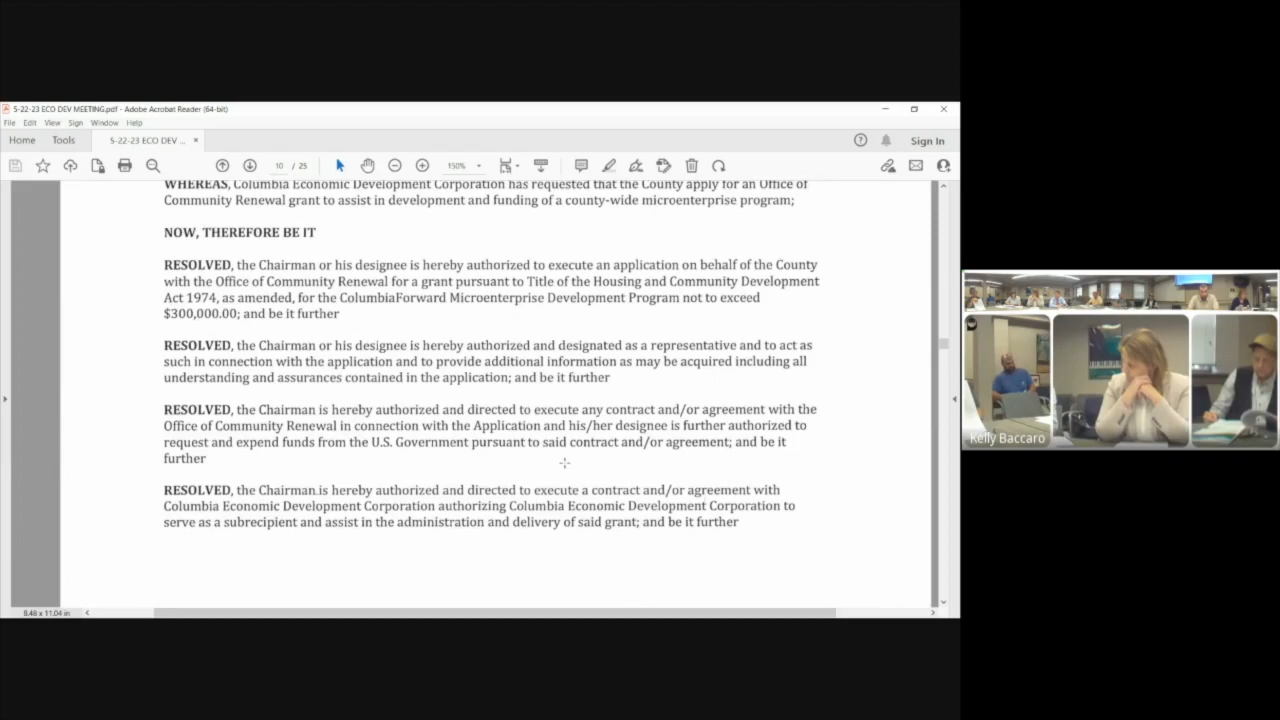 5-22-23 ECO DEV MEETING.pdf - Adobe Acrobat Reader (64-bit)
File Edit View Sign Window Help
Home Tools 5-22-23 ECO DEV ... × Sign In
10 / 25 150%
WHEREAS, Columbia Economic Development Corporation has requested that the County apply for an Office of
Community Renewal grant to assist in development and funding of a county-wide microenterprise program;
NOW, THEREFORE BE IT
RESOLVED, the Chairman or his designee is hereby authorized to execute an application on behalf of the County
with the Office of Community Renewal for a grant pursuant to Title of the Housing and Community Development
Act 1974, as amended, for the ColumbiaForward Microenterprise Development Program not to exceed
$300,000.00; and be it further
RESOLVED, the Chairman or his designee is hereby authorized and designated as a representative and to act as
such in connection with the application and to provide additional information as may be acquired including all
understanding and assurances contained in the application; and be it further
RESOLVED, the Chairman is hereby authorized and directed to execute any contract and/or agreement with the
Office of Community Renewal in connection with the Application and his/her designee is further authorized to
request and expend funds from the U.S. Government pursuant to said contract and/or agreement; and be it
further
RESOLVED, the Chairman is hereby authorized and directed to execute a contract and/or agreement with
Columbia Economic Development Corporation authorizing Columbia Economic Development Corporation to
serve as a subrecipient and assist in the administration and delivery of said grant; and be it further
8.48 x 11.04 in
Kelly Baccaro